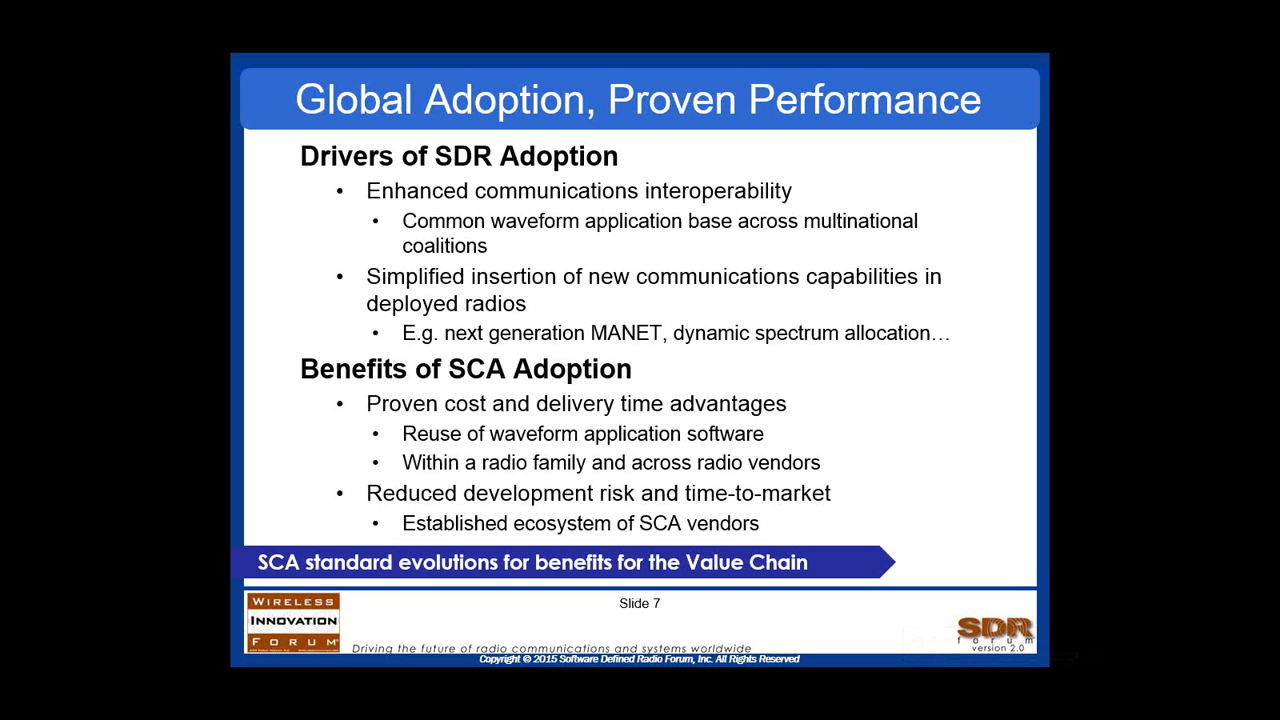 Global Adoption, Proven Performance
Drivers of SDR Adoption
• Enhanced communications interoperability
• Common waveform application base across multinational
coalitions
• Simplified insertion of new communications capabilities in
deployed radios
• E.g. next generation MANET, dynamic spectrum allocation…
Benefits of SCA Adoption
• Proven cost and delivery time advantages
• Reuse of waveform application software
• Within a radio family and across radio vendors
• Reduced development risk and time-to-market
• Established ecosystem of SCA vendors
SCA standard evolutions for benefits for the Value Chain
Slide 7
WIRELESS
INNOVATION
FORUM
SDR
forum
version 2.0
Driving the future of radio communications and systems worldwide
Copyright © 2015 Software Defined Radio Forum, Inc. All Rights Reserved